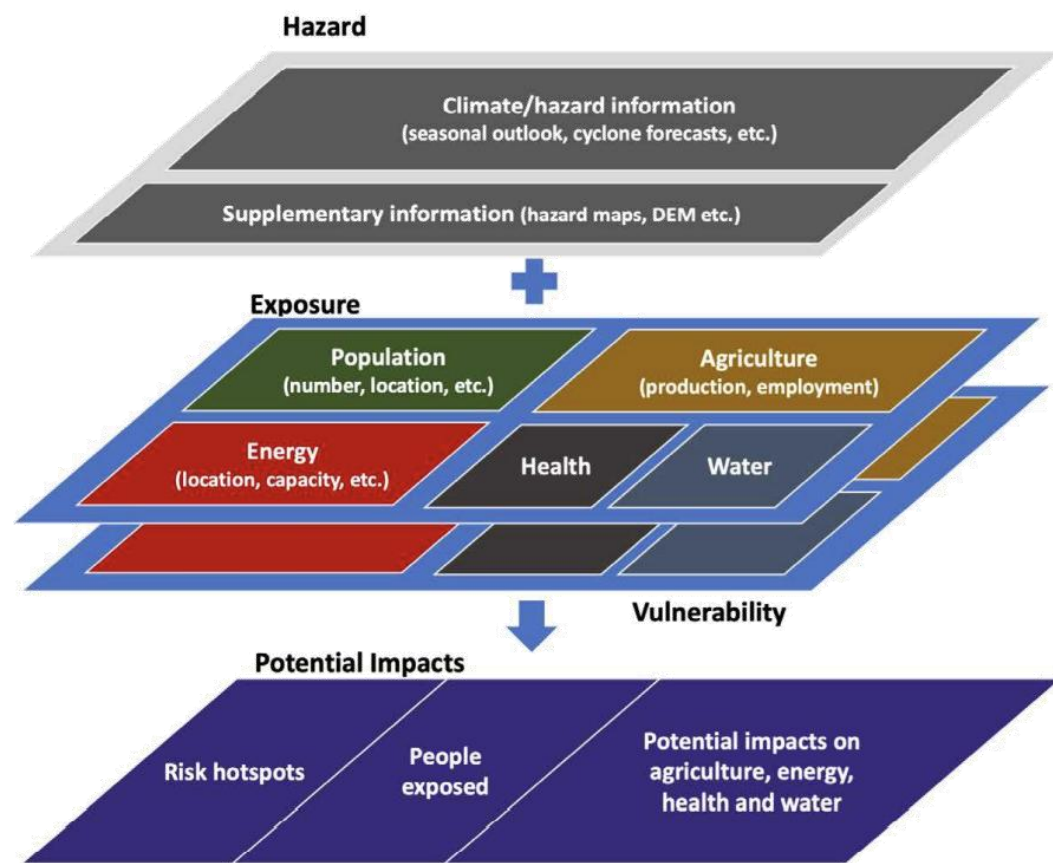 Hazard
Climate/hazard information
(seasonal outlook, cyclone forecasts, etc.)
Supplementary information (hazard maps, DEM etc.)
Exposure
Population
(number, location, etc.)
Agriculture
(production, employment)
Energy
(location, capacity, etc.)
Health
Water
Vulnerability
Potential Impacts
Risk hotspots
People
exposed
Potential impacts on
agriculture, energy,
health and water